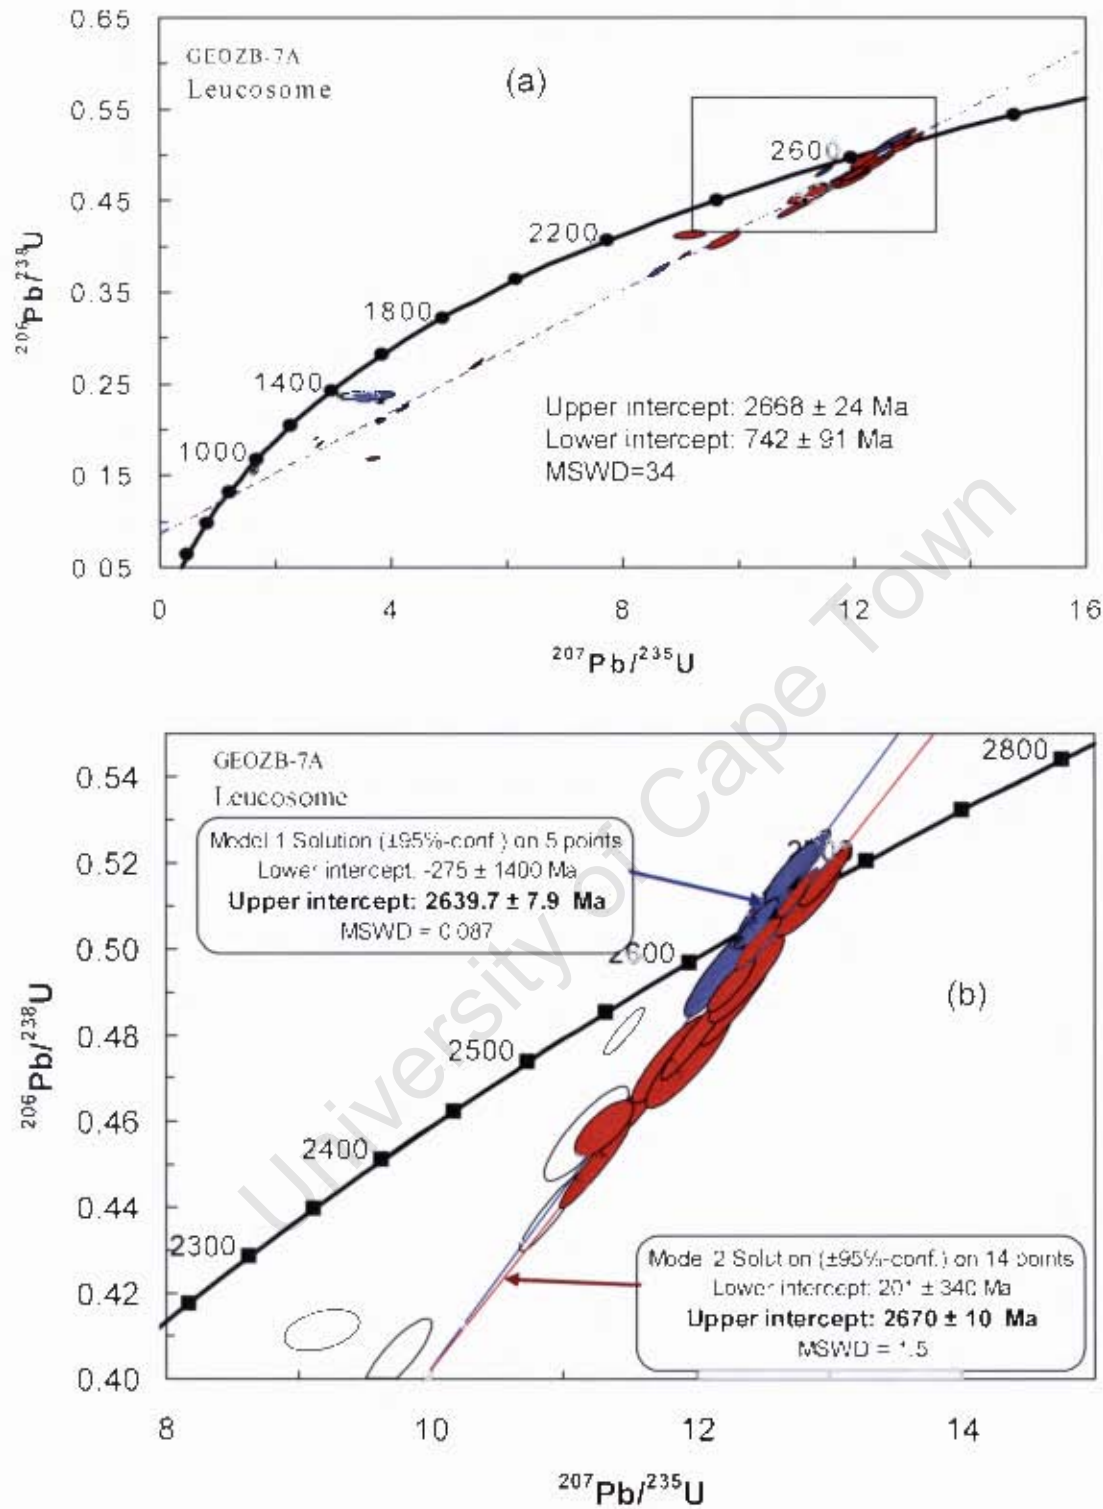 0.65
GEOZB-7A
Leucosome
(a)
0.55
2600
0.45
2200
0.35
1800
0.25
1400
1000
0 15
0 05
Upper intercept: 2668 ± 24 Ma
Lower intercept: 742 ± 91 Ma
MSWD=34
206Pb/238U
0
4
8
12
16
207Pb/235U
GEOZB-7A
Leucosome
2800
0.54
Model 1 Solution (±95%-conf.) on 5 points
Lower intercept. -275 ± 1400 Ma
Upper intercept: 2639.7 ± 7.9 Ma
MSWD = 0.087
0.52
0.50
2600
(b)
0.48
2500
0.46
2400
0.44
2300
0.42
0.40
Model 2 Solution (±95%-conf.) on 14 points
Lower intercept: 201 ± 340 Ma
Upper intercept: 2670 ± 10 Ma
MSWD = 1.5
206Pb/238U
8
10
12
14
207Pb/235U
University of Cape Town